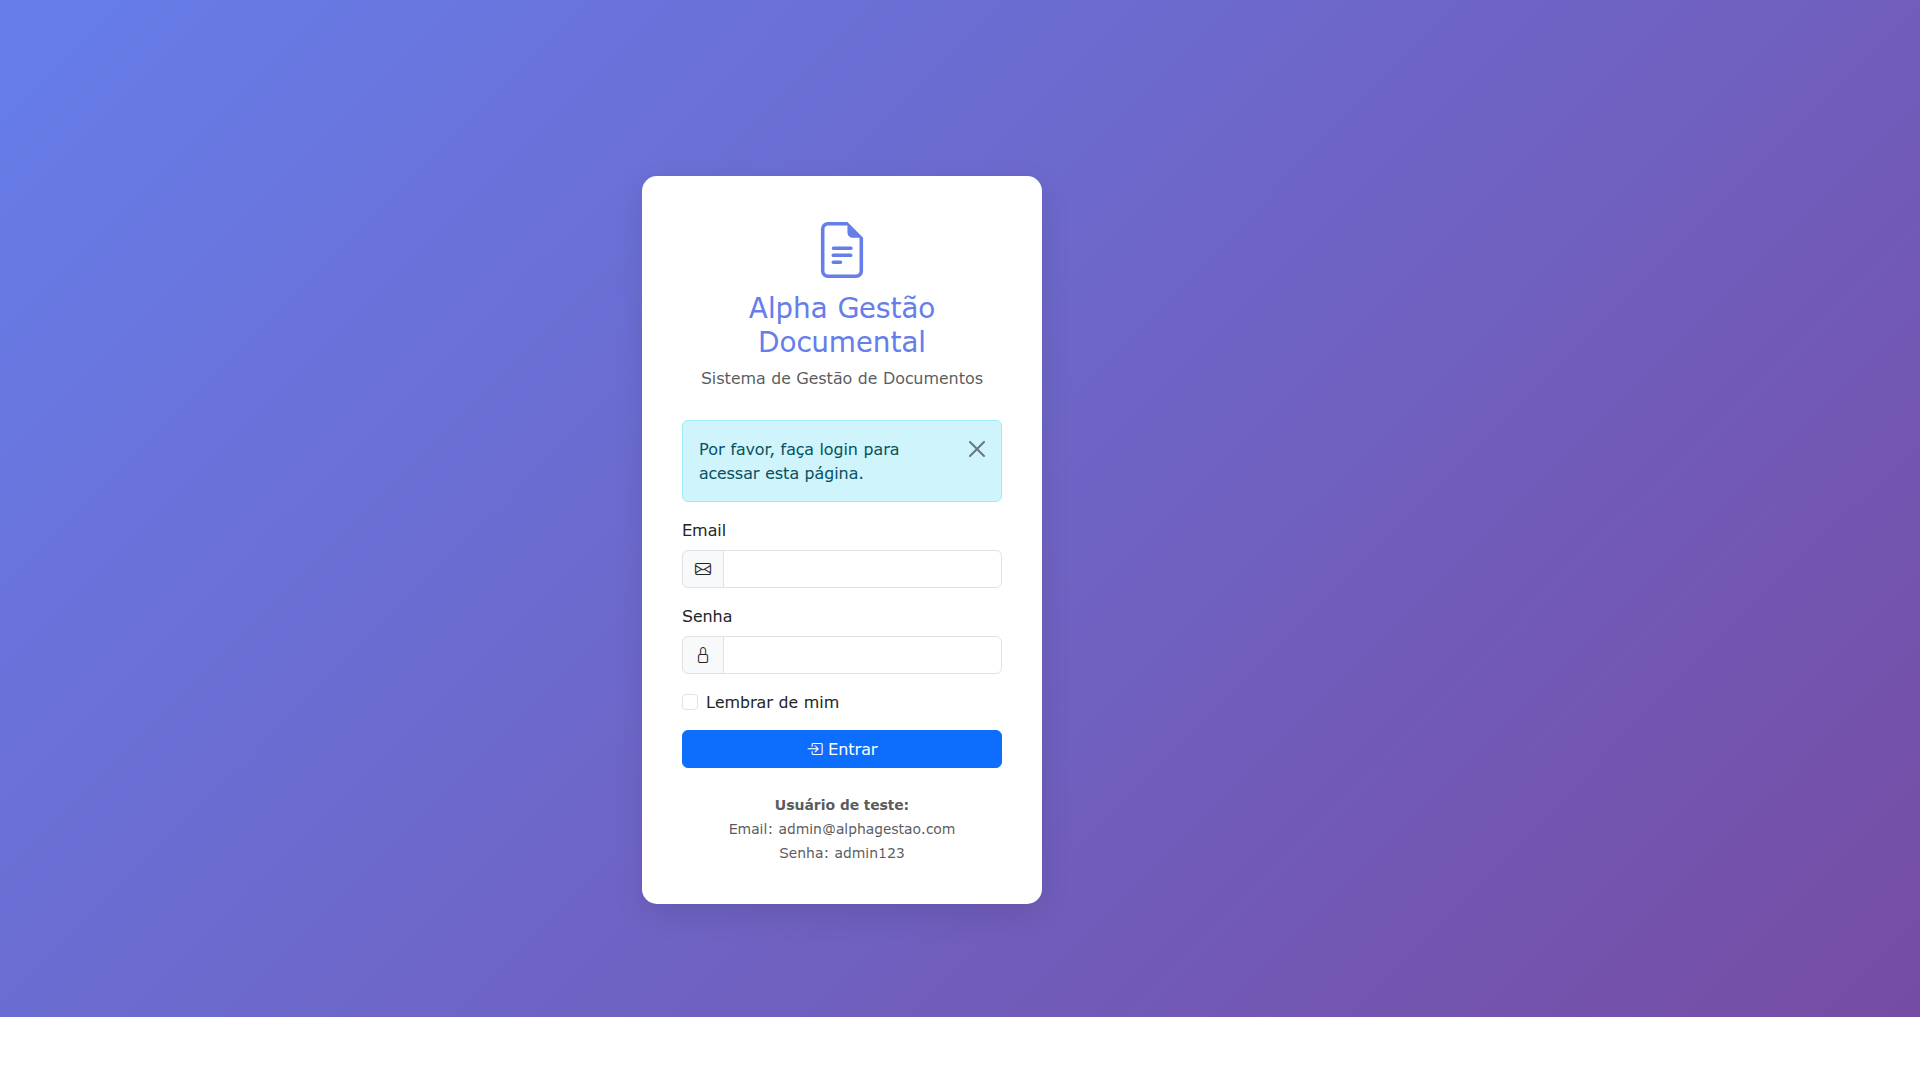 Alpha Gestão
Documental
Sistema de Gestão de Documentos
Por favor, faça login para
acessar esta página.
Email
Senha
Lembrar de mim
Entrar
Usuário de teste:
Email: admin@alphagestao.com
Senha: admin123